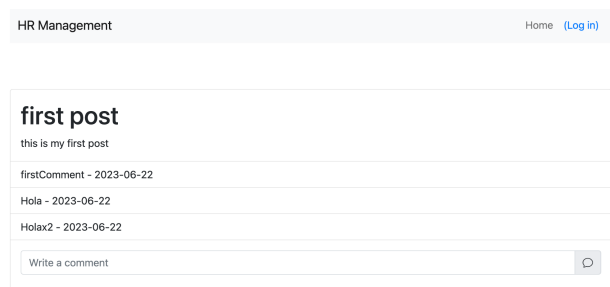 HR Management Home (Log in)
first post
this is my first post
firstComment - 2023-06-22
Hola - 2023-06-22
Holax2 - 2023-06-22
Write a comment